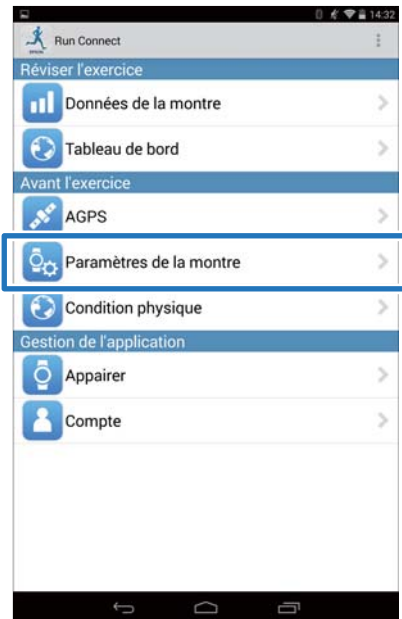 14:32
Run Connect
Réviser l'exercice
Données de la montre
Tableau de bord
Avant l'exercice
AGPS
Paramètres de la montre
Condition physique
Gestion de l'application
Appairer
Compte